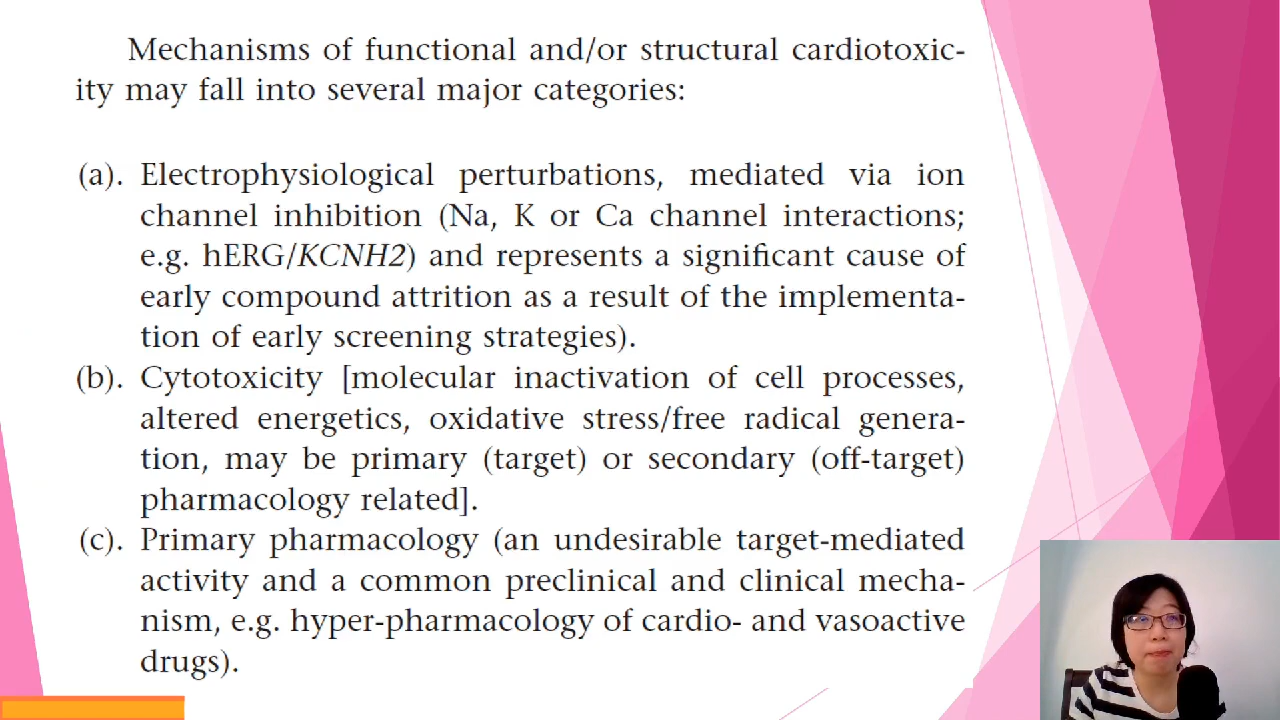 Mechanisms of functional and/or structural cardiotoxic-
ity may fall into several major categories:
(a). Electrophysiological perturbations, mediated via ion
channel inhibition (Na, K or Ca channel interactions;
e.g. hERG/KCNH2) and represents a significant cause of
early compound attrition as a result of the implementa-
tion of early screening strategies).
(b). Cytotoxicity [molecular inactivation of cell processes,
altered energetics, oxidative stress/free radical genera-
tion, may be primary (target) or secondary (off-target)
pharmacology related].
(c). Primary pharmacology (an undesirable target-mediated
activity and a common preclinical and clinical mecha-
nism, e.g. hyper-pharmacology of cardio- and vasoactive
drugs).